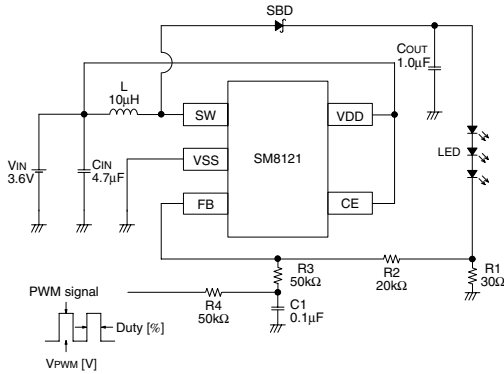 SBD
COUT
1.0μF
L
10μH
SW
VDD
VIN
3.6V
CIN
4.7μF
VSS
SM8121
LED
FB
CE
PWM signal
R3
50kΩ
R2
20kΩ
R1
30Ω
R4
50kΩ
C1
0.1μF
Duty [%]
VPWM [V]